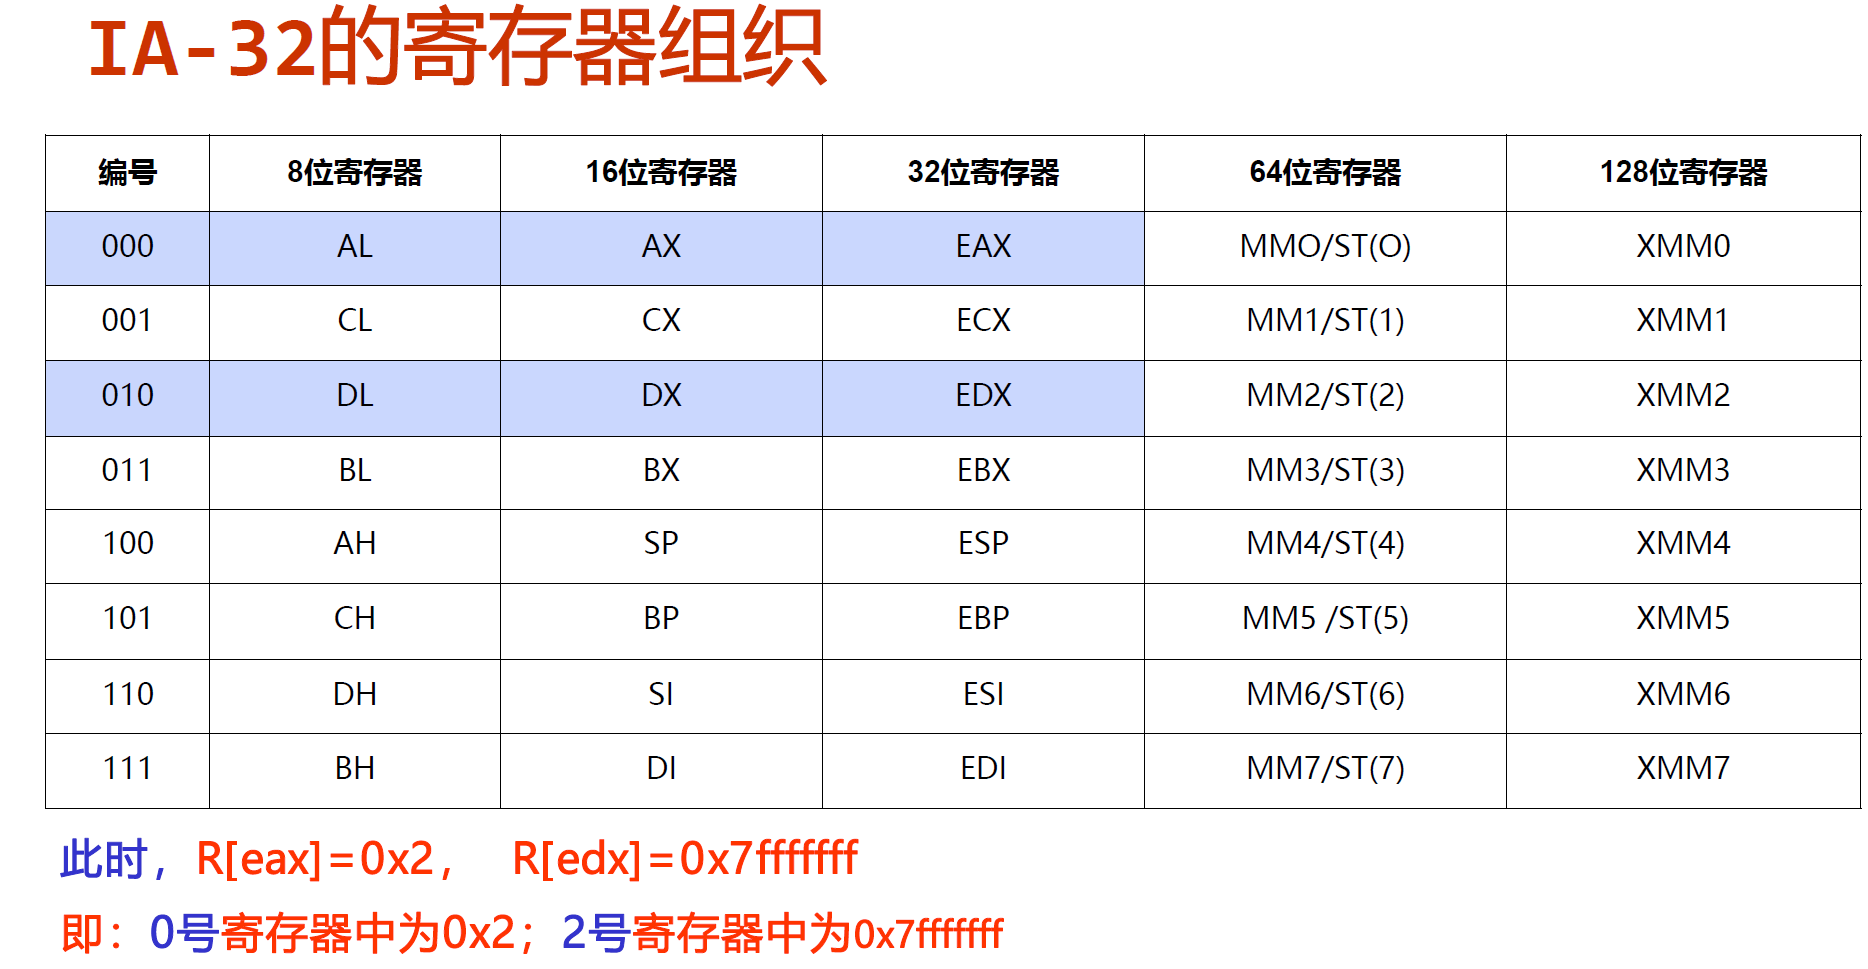 IA-32的寄存器组织
编号 8位寄存器 16位寄存器 32位寄存器 64位寄存器 128位寄存器
000 AL AX EAX MMO/ST(O) XMM0
001 CL CX ECX MM1/ST(1) XMM1
010 DL DX EDX MM2/ST(2) XMM2
011 BL BX EBX MM3/ST(3) XMM3
100 AH SP ESP MM4/ST(4) XMM4
101 CH BP EBP MM5 /ST(5) XMM5
110 DH SI ESI MM6/ST(6) XMM6
111 BH DI EDI MM7/ST(7) XMM7
此时，R[eax]=0x2， R[edx]=0x7fffffff
即：0号寄存器中为0x2；2号寄存器中为0x7fffffff